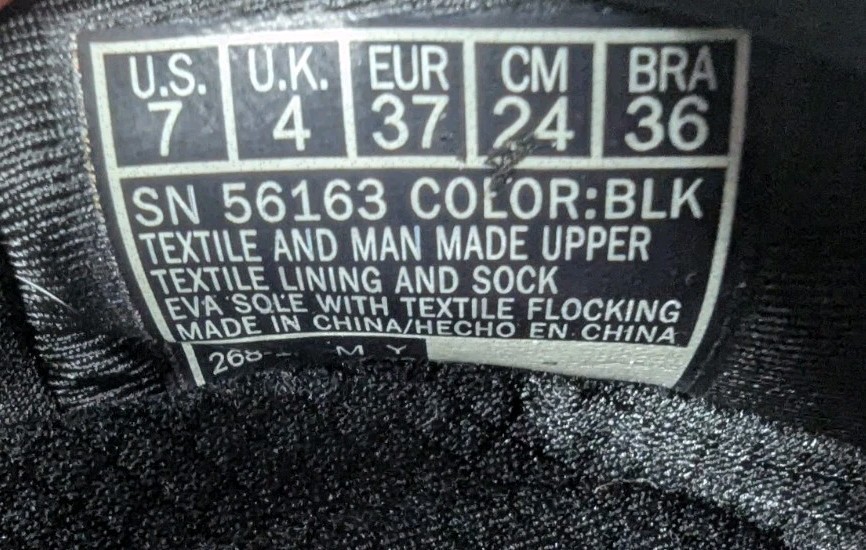 U.S. U.K. EUR CM BRA
7 4 37 24 36
SN 56163 COLOR:BLK
TEXTILE AND MAN MADE UPPER
TEXTILE LINING AND SOCK
EVA SOLE WITH TEXTILE FLOCKING
MADE IN CHINA/HECHO EN CHINA
M Y